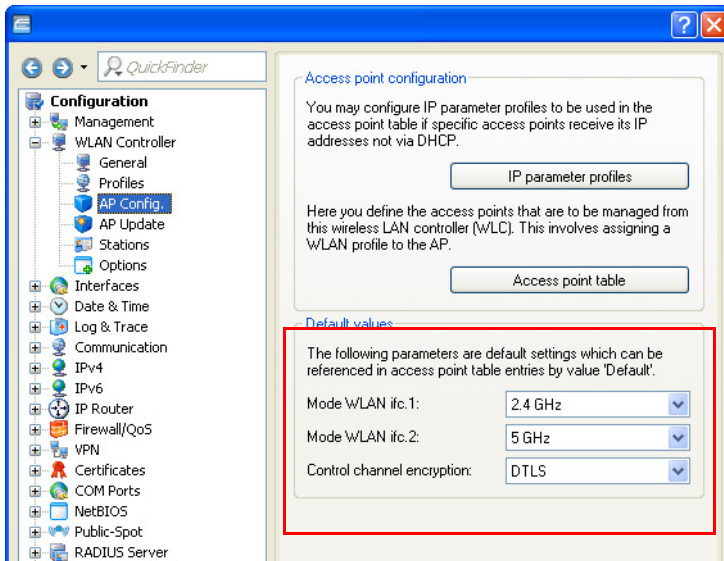 QuickFinder
Configuration
Management
WLAN Controller
General
Profiles
AP Config.
AP Update
Stations
Options
Interfaces
Date & Time
Log & Trace
Communication
IPv4
IPv6
IP Router
Firewall/QoS
VPN
Certificates
COM Ports
NetBIOS
Public-Spot
RADIUS Server
Access point configuration
You may configure IP parameter profiles to be used in the
access point table if specific access points receive its IP
addresses not via DHCP.
IP parameter profiles
Here you define the access points that are to be managed from
this wireless LAN controller (WLC). This involves assigning a
WLAN profile to the AP.
Access point table
Default values
The following parameters are default settings which can be
referenced in access point table entries by value 'Default'.
Mode WLAN ifc.1: 2.4 GHz
Mode WLAN ifc.2: 5 GHz
Control channel encryption: DTLS